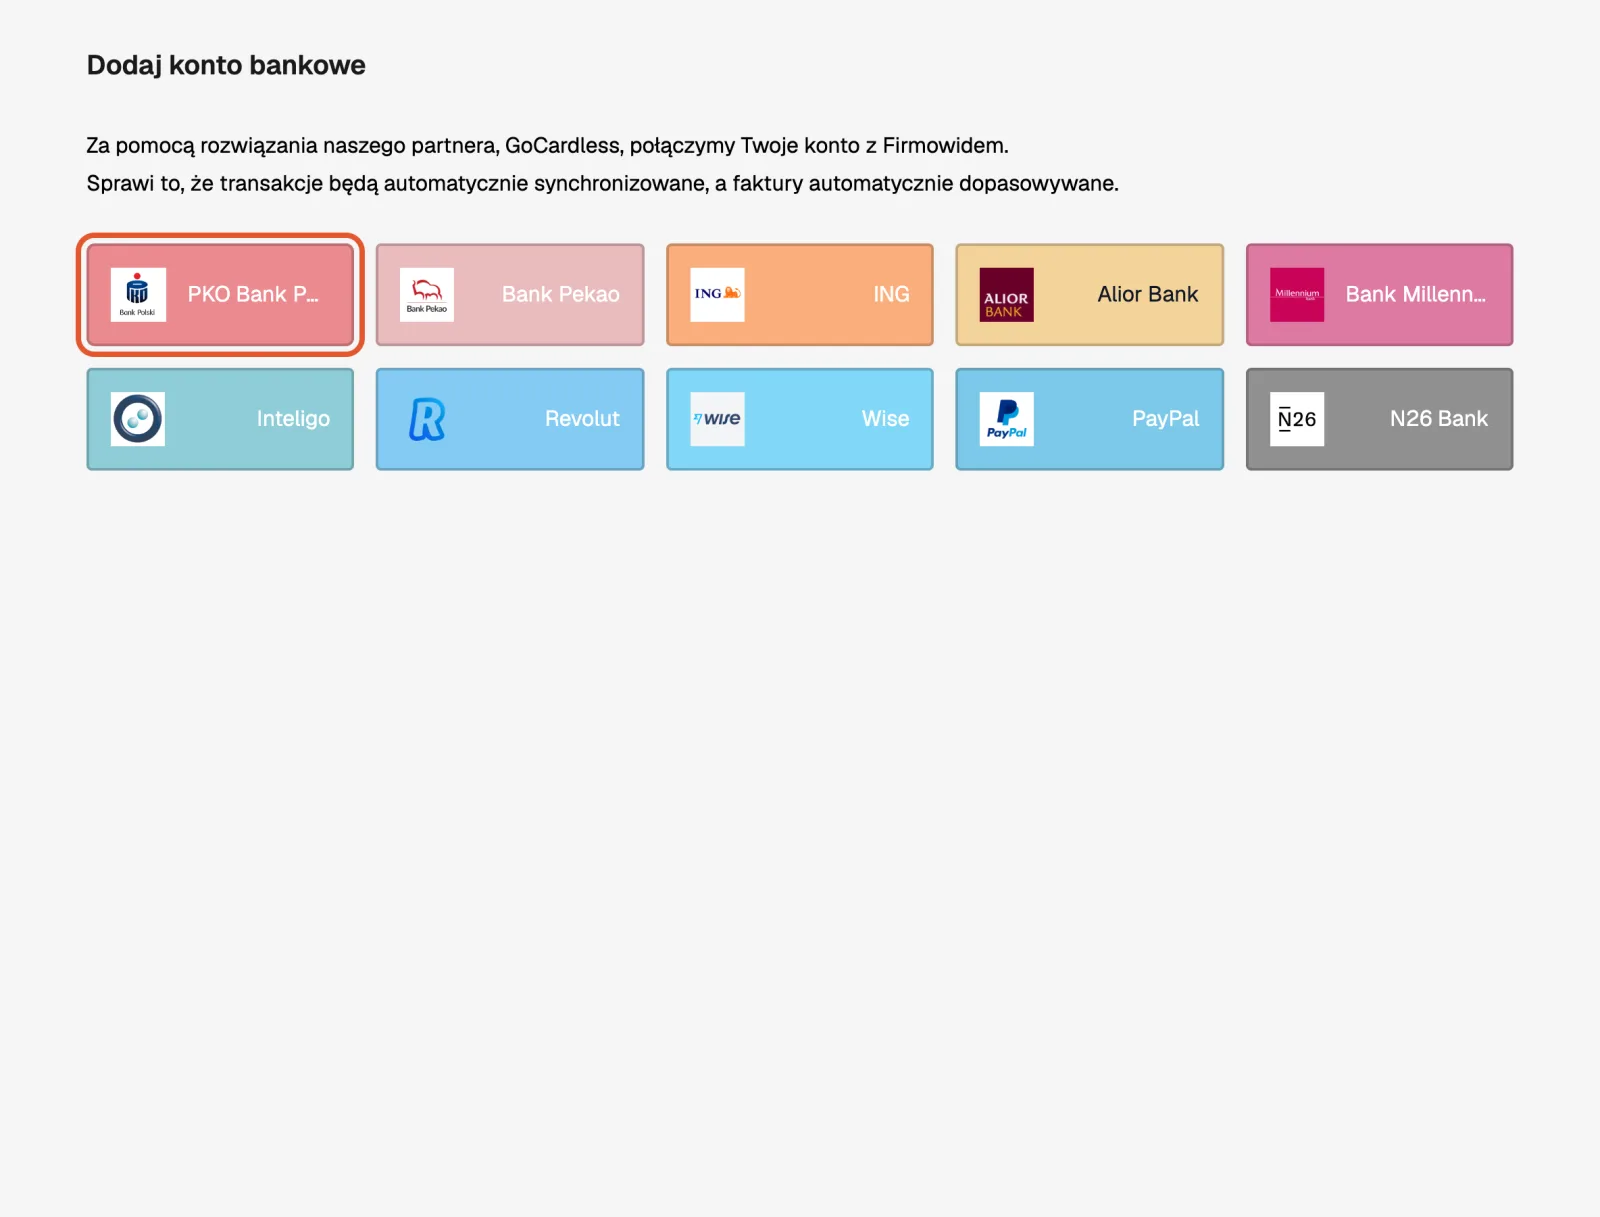 Dodaj konto bankowe
Za pomocą rozwiązania naszego partnera, GoCardless, połączymy Twoje konto z Firmowidem.
Sprawi to, że transakcje będą automatycznie synchronizowane, a faktury automatycznie dopasowywane.
Bank Polski
PKO Bank P...
Bank Pekao
Bank Pekao
ING
ING
ALIOR
BANK
Alior Bank
Millennium
bank
Bank Millenn...
Inteligo
R
Revolut
WISE
Wise
PayPal
PayPal
N26
N26 Bank